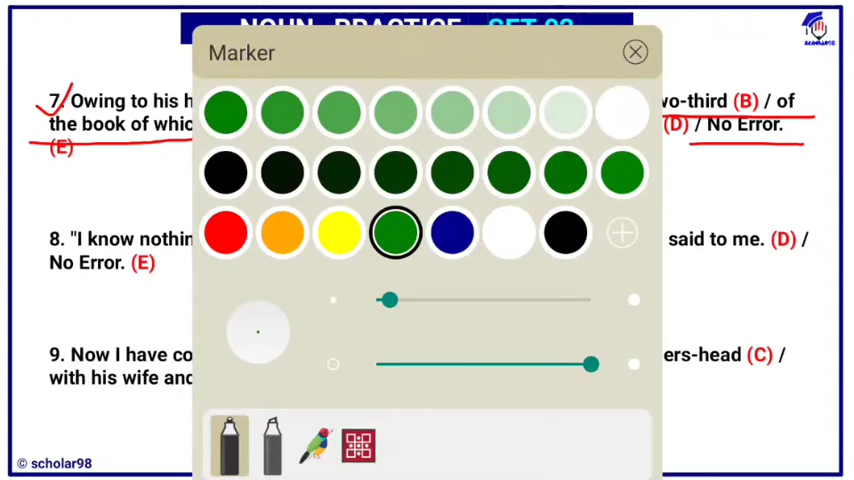 NOUN - PRACTICE SET-02
Marker
7. Owing to his wo-third (B) / of
the book of whic (D) / No Error.
(E)
8. "I know nothin said to me. (D) /
No Error. (E)
9. Now I have co ers-head (C) /
with his wife and
© scholar98
scholar98